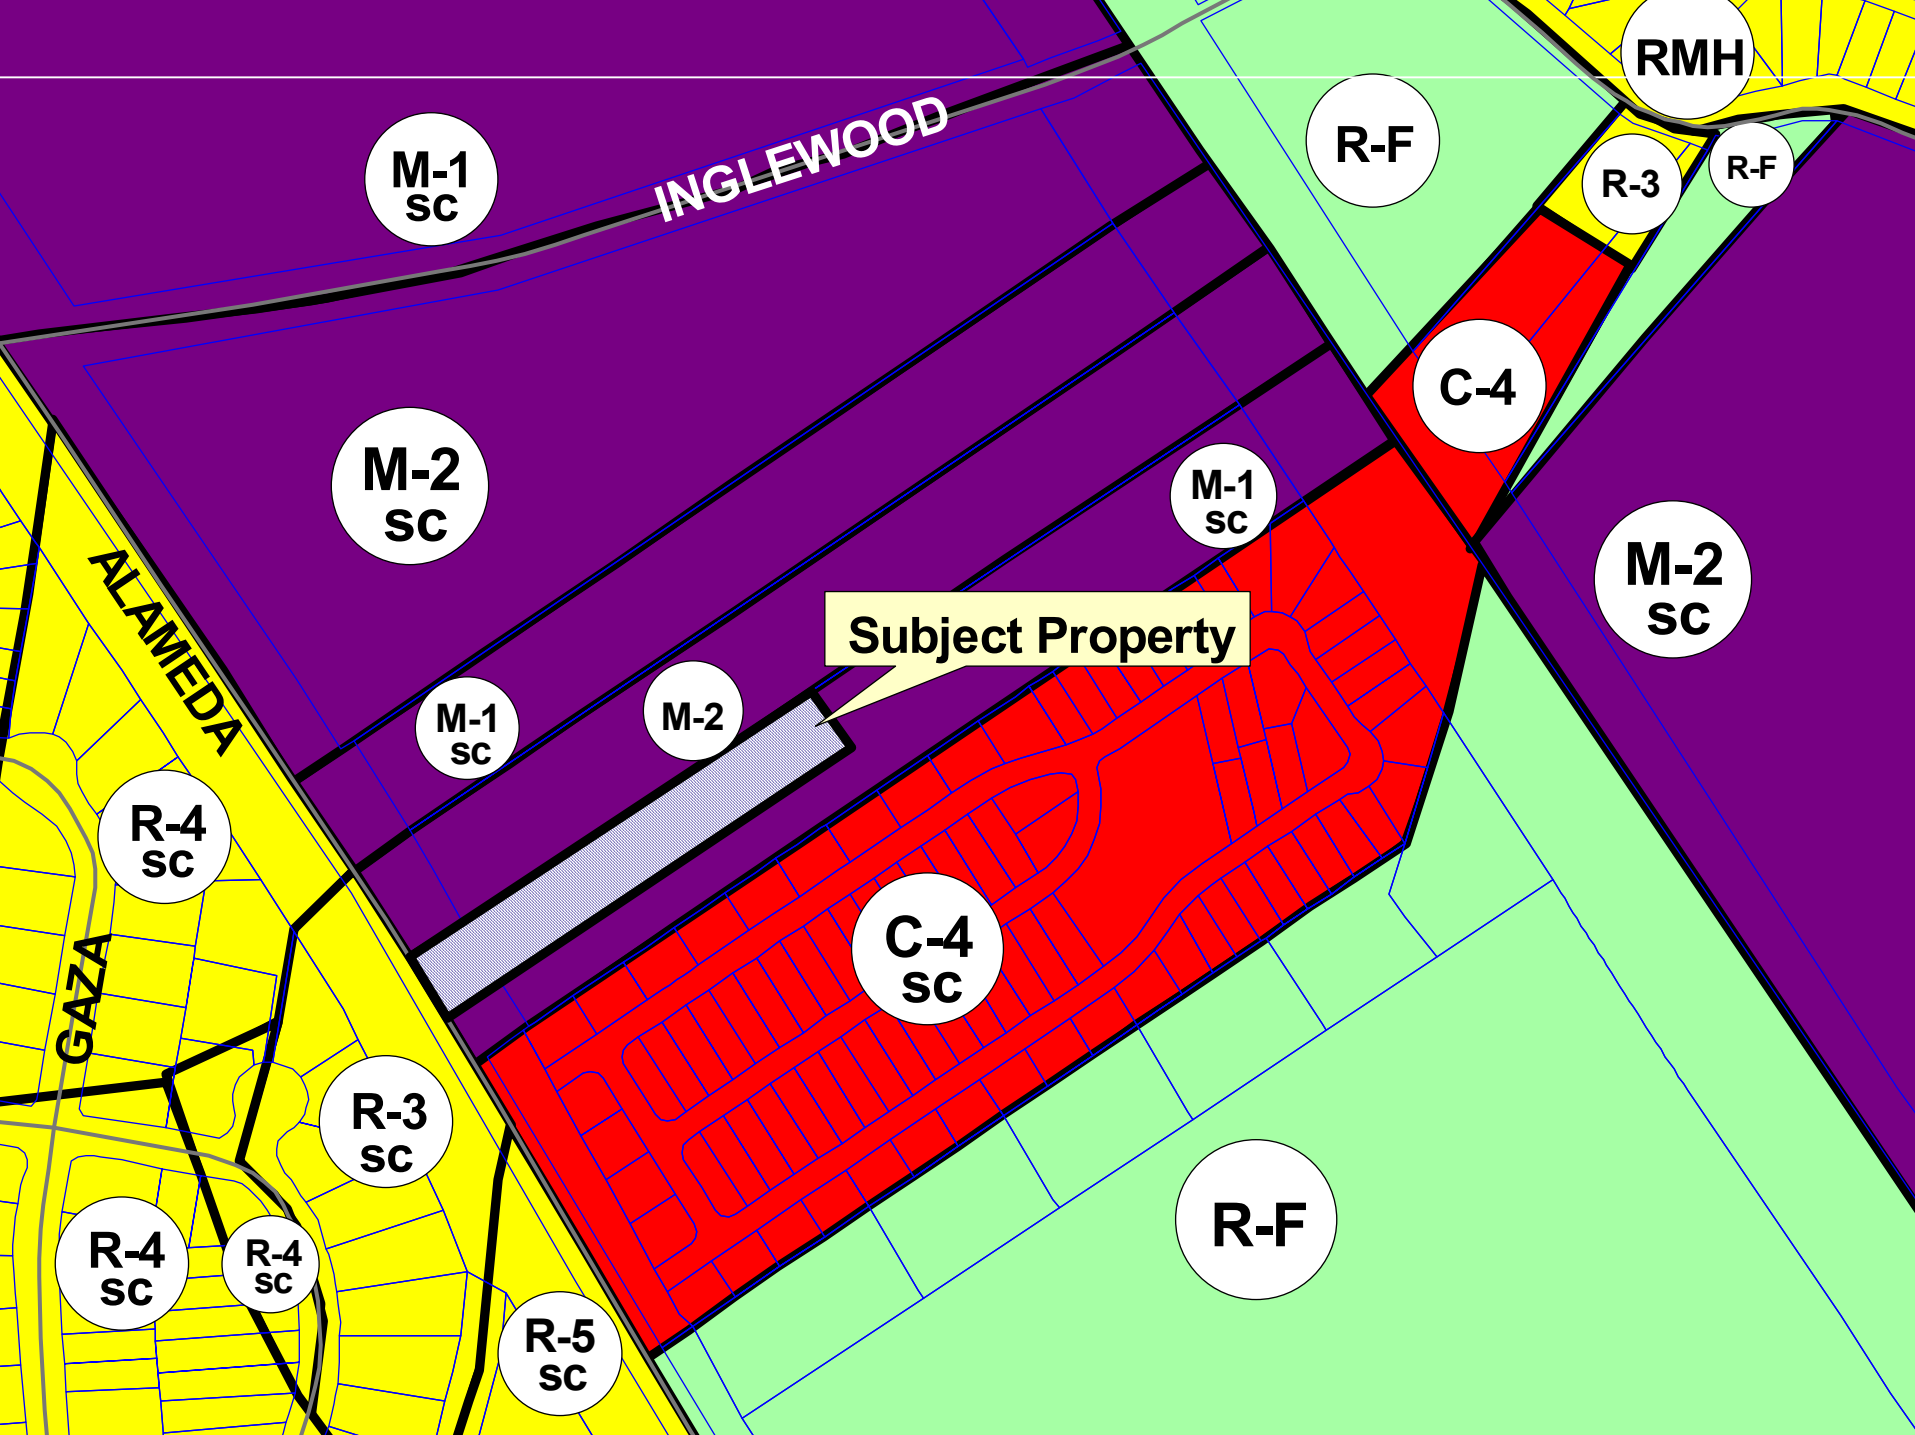 RMH
R-F
M-1
sc
INGLEWOOD
R-3
R-F
C-4
M-2
sc
M-1
sc
M-2
sc
ALAMEDA
Subject Property
M-1
sc
M-2
R-4
sc
C-4
sc
GAZA
R-3
sc
R-F
R-4
sc
R-4
sc
R-5
sc